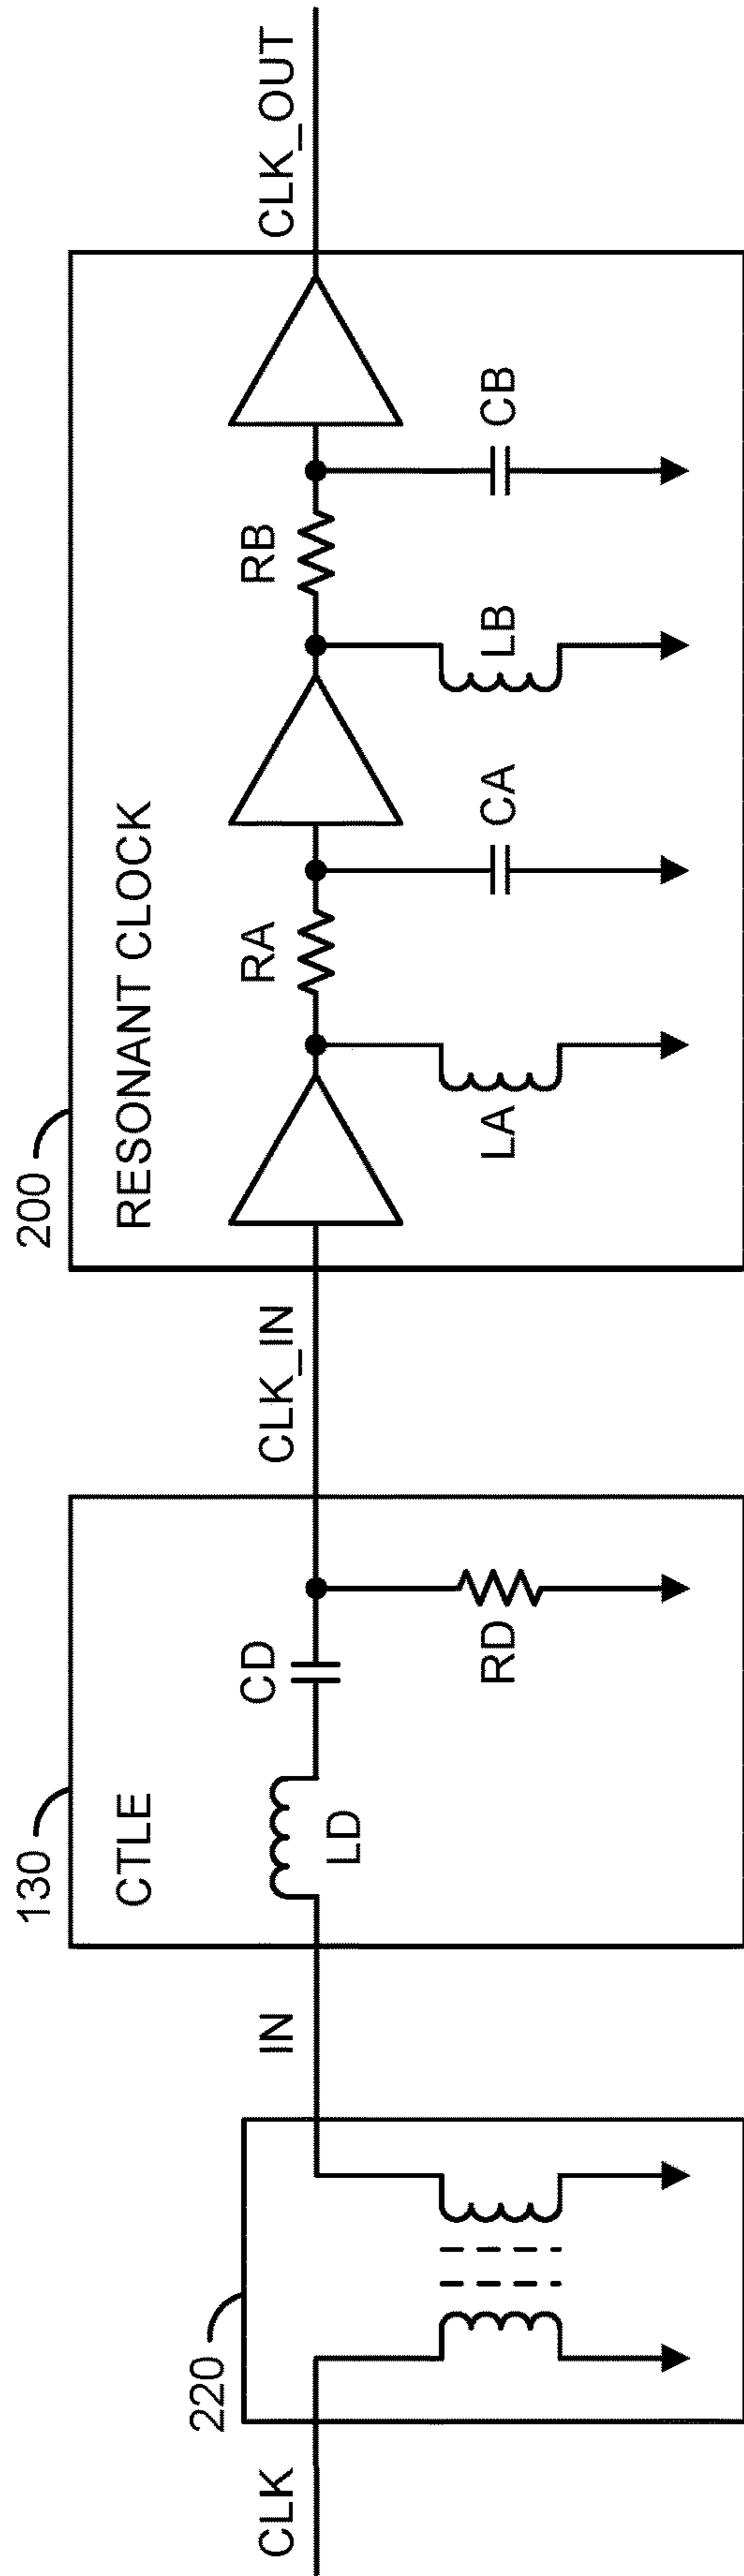 CLK
220
IN
130
CTLE
LD
CD
RD
CLK_IN
200
RESONANT CLOCK
LA
RA
CA
LB
RB
CB
CLK_OUT